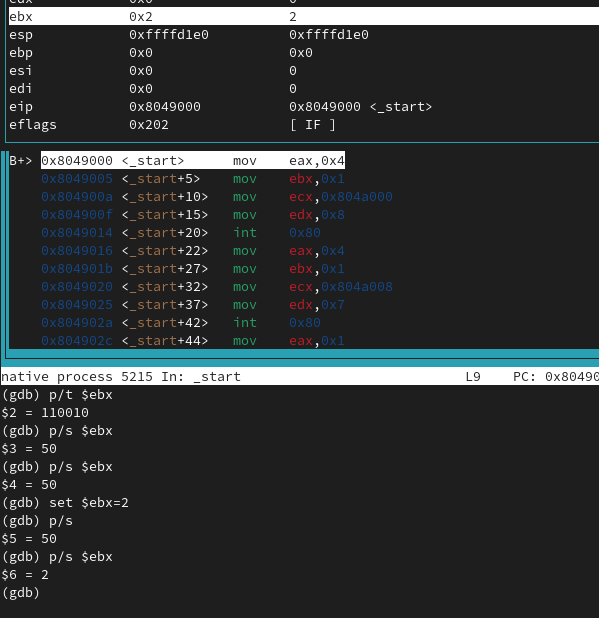 ebx 0x2 2
esp 0xffffd1e0 0xffffd1e0
ebp 0x0 0x0
esi 0x0 0
edi 0x0 0
eip 0x8049000 0x8049000 <_start>
eflags 0x202 [ IF ]
B+> 0x8049000 <_start> mov eax,0x4
0x8049005 <_start+5> mov ebx,0x1
0x804900a <_start+10> mov ecx,0x804a000
0x804900f <_start+15> mov edx,0x8
0x8049014 <_start+20> int 0x80
0x8049016 <_start+22> mov eax,0x4
0x804901b <_start+27> mov ebx,0x1
0x8049020 <_start+32> mov ecx,0x804a008
0x8049025 <_start+37> mov edx,0x7
0x804902a <_start+42> int 0x80
0x804902c <_start+44> mov eax,0x1
native process 5215 In: _start L9 PC: 0x80490
(gdb) p/t $ebx
$2 = 110010
(gdb) p/s $ebx
$3 = 50
(gdb) p/s $ebx
$4 = 50
(gdb) set $ebx=2
(gdb) p/s
$5 = 50
(gdb) p/s $ebx
$6 = 2
(gdb)